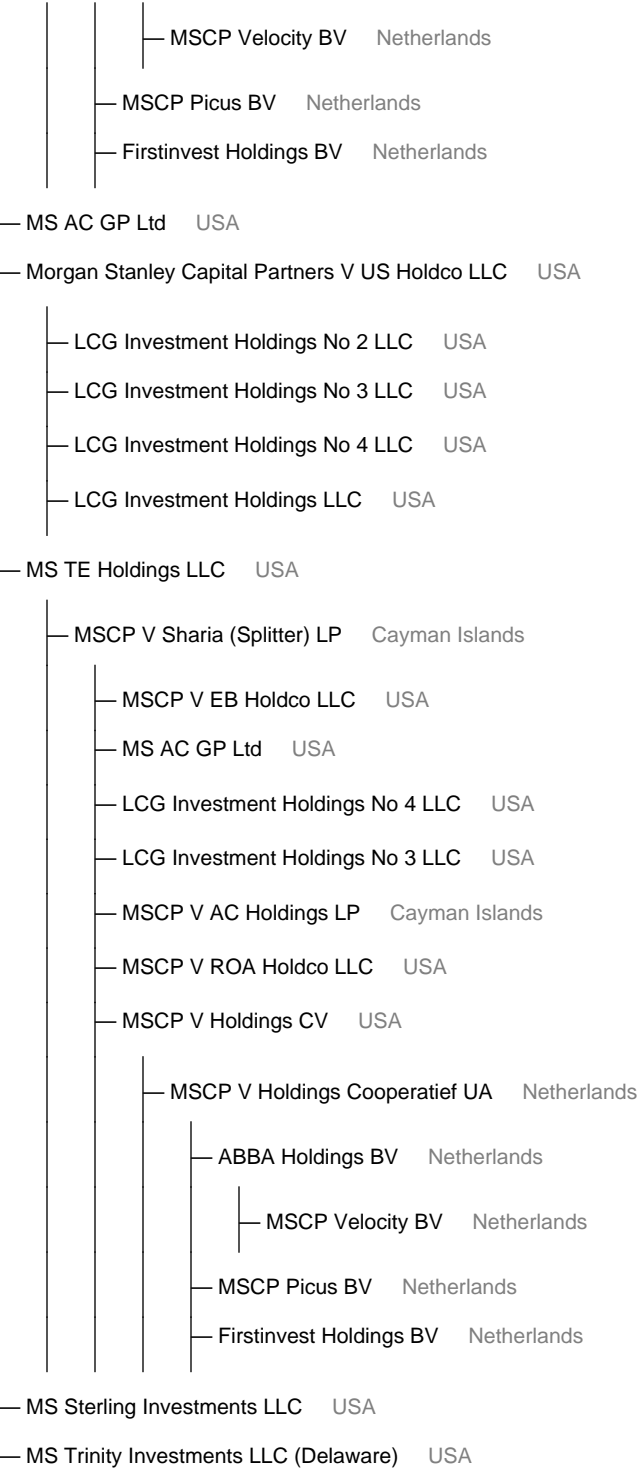 MSCP Velocity BV Netherlands
MSCP Picus BV Netherlands
Firstinvest Holdings BV Netherlands
MS AC GP Ltd USA
Morgan Stanley Capital Partners V US Holdco LLC USA
LCG Investment Holdings No 2 LLC USA
LCG Investment Holdings No 3 LLC USA
LCG Investment Holdings No 4 LLC USA
LCG Investment Holdings LLC USA
MS TE Holdings LLC USA
MSCP V Sharia (Splitter) LP Cayman Islands
MSCP V EB Holdco LLC USA
MS AC GP Ltd USA
LCG Investment Holdings No 4 LLC USA
LCG Investment Holdings No 3 LLC USA
MSCP V AC Holdings LP Cayman Islands
MSCP V ROA Holdco LLC USA
MSCP V Holdings CV USA
MSCP V Holdings Cooperatief UA Netherlands
ABBA Holdings BV Netherlands
MSCP Velocity BV Netherlands
MSCP Picus BV Netherlands
Firstinvest Holdings BV Netherlands
MS Sterling Investments LLC USA
MS Trinity Investments LLC (Delaware) USA